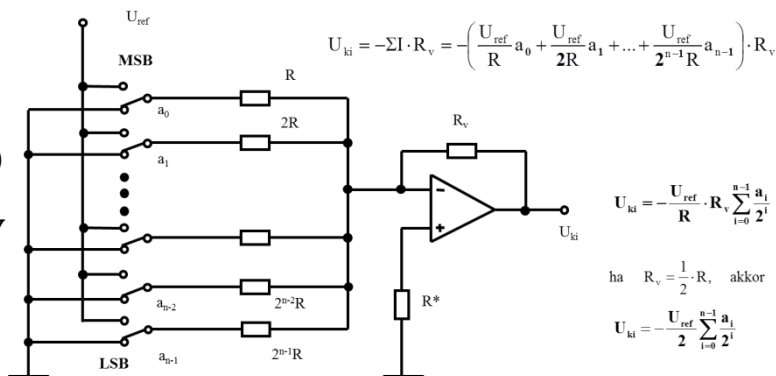 U_ref
MSB
a_0
R
a_1
2R
a_{n-2}
2^{n-2}R
LSB
a_{n-1}
2^{n-1}R
R_v
-
+
R*
U_ki
U_ki = -ΣI·R_v = -(U_ref/R a_0 + U_ref/2R a_1 + ... + U_ref/2^{n-1}R a_{n-1})·R_v
U_ki = -U_ref/R · R_v \sum_{i=0}^{n-1} a_i/2^i
ha R_v = 1/2 · R, akkor
U_ki = -U_ref/2 \sum_{i=0}^{n-1} a_i/2^i